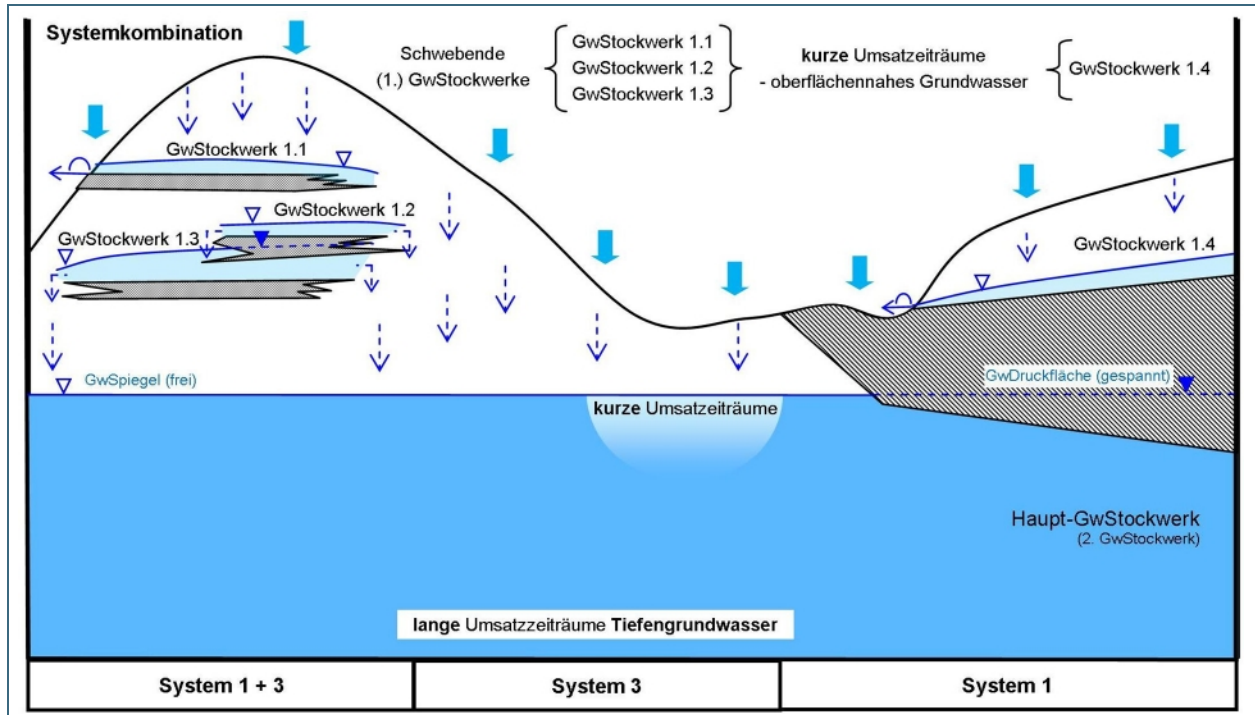 Systemkombination
Schwebende
(1.) GwStockwerke
GwStockwerk 1.1
GwStockwerk 1.2
GwStockwerk 1.3
kurze Umsatzeiträume
- oberflächennahes Grundwasser
GwStockwerk 1.4
GwStockwerk 1.1
GwStockwerk 1.2
GwStockwerk 1.3
GwStockwerk 1.4
GwSpiegel (frei)
GwDruckfläche (gespannt)
kurze Umsatzeiträume
Haupt-GwStockwerk
(2. GwStockwerk)
lange Umsatzzeiträume Tiefengrundwasser
System 1 + 3
System 3
System 1